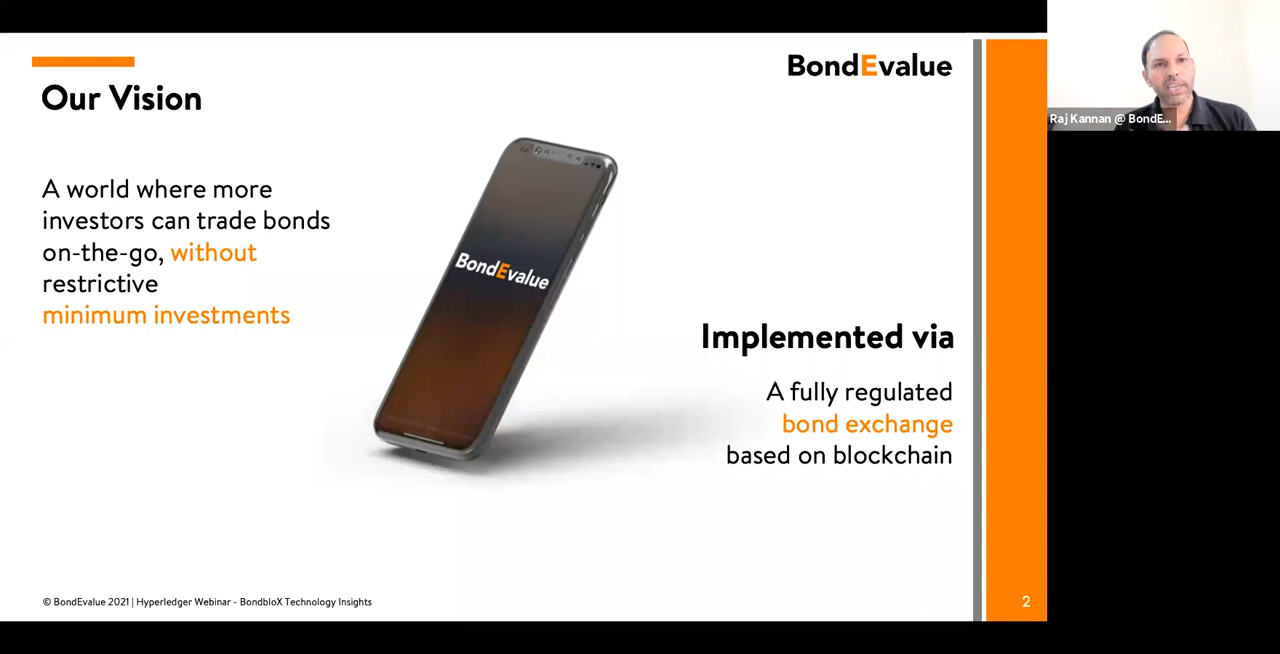 BondEvalue
Our Vision
A world where more
investors can trade bonds
on-the-go, without
restrictive
minimum investments
BondEvalue
Implemented via
A fully regulated
bond exchange
based on blockchain
© BondEvalue 2021 | Hyperledger Webinar - BondbloX Technology Insights
2
Raj Kannan @ BondE...